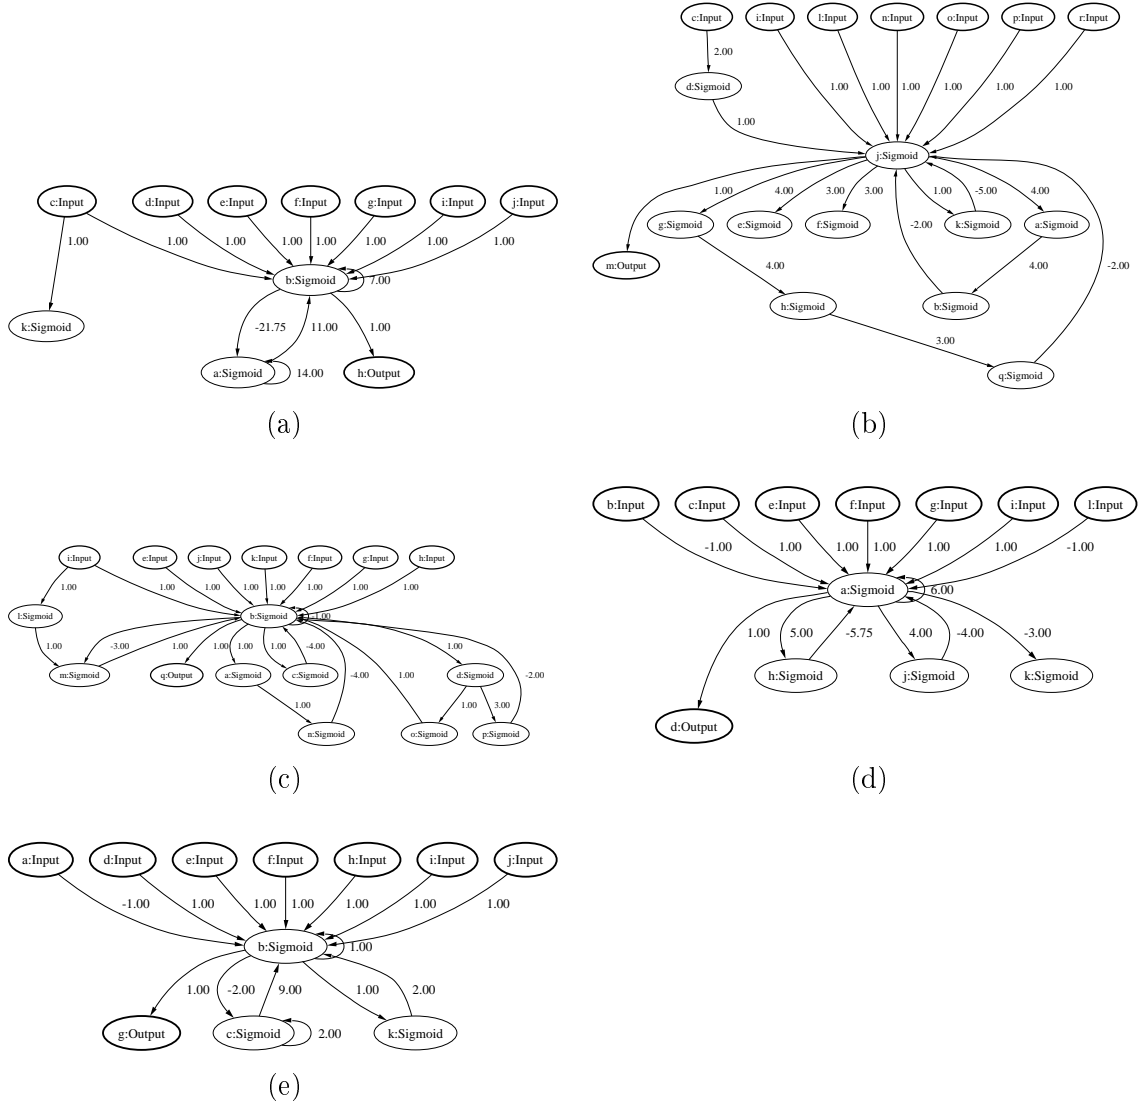 c:Input i:Input l:Input n:Input o:Input p:Input r:Input
2.00
d:Sigmoid 1.00 1.00 1.00 1.00 1.00 1.00
1.00
j:Sigmoid
1.00 4.00 3.00 3.00 1.00 -5.00 4.00
g:Sigmoid e:Sigmoid f:Sigmoid -2.00 k:Sigmoid a:Sigmoid
m:Output 4.00 4.00 -2.00
h:Sigmoid b:Sigmoid
3.00
q:Sigmoid
(b)
c:Input d:Input e:Input f:Input g:Input i:Input j:Input
1.00 1.00 1.00 1.00 1.00 1.00 1.00 1.00
b:Sigmoid 7.00
k:Sigmoid -21.75 11.00 1.00
a:Sigmoid 14.00 h:Output
(a)
i:Input e:Input j:Input k:Input f:Input g:Input h:Input
1.00 1.00 1.00 1.00 1.00 1.00 1.00 1.00
l:Sigmoid b:Sigmoid -1.00
1.00 -3.00 1.00 1.00 1.00 1.00 -4.00 1.00
m:Sigmoid q:Output a:Sigmoid c:Sigmoid -4.00 1.00 d:Sigmoid -2.00
1.00 1.00 3.00
n:Sigmoid o:Sigmoid p:Sigmoid
(c)
b:Input c:Input e:Input f:Input g:Input i:Input l:Input
-1.00 1.00 1.00 1.00 1.00 1.00 -1.00
a:Sigmoid 6.00
1.00 5.00 -5.75 4.00 -4.00 -3.00
h:Sigmoid j:Sigmoid k:Sigmoid
d:Output
(d)
a:Input d:Input e:Input f:Input h:Input i:Input j:Input
-1.00 1.00 1.00 1.00 1.00 1.00 1.00
b:Sigmoid 1.00
1.00 -2.00 9.00 1.00 2.00
g:Output c:Sigmoid 2.00 k:Sigmoid
(e)